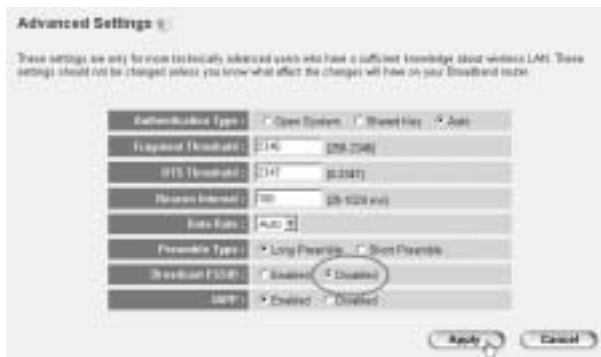 Advanced Settings
These settings are only for more technically advanced users who have a sufficient knowledge about wireless LAN. These
settings should not be changed unless you know what effect the changes will have on your Broadband router.
Authentication Type : Open System Shared Key Auto
Fragment Threshold : 2346 (256-2346)
RTS Threshold : 2347 (0-2347)
Beacon Interval : 100 (20-1024 ms)
Data Rate : Auto
Preamble Type : Long Preamble Short Preamble
Broadcast ESSID : Enabled Disabled
IAPP : Enabled Disabled
Apply Cancel